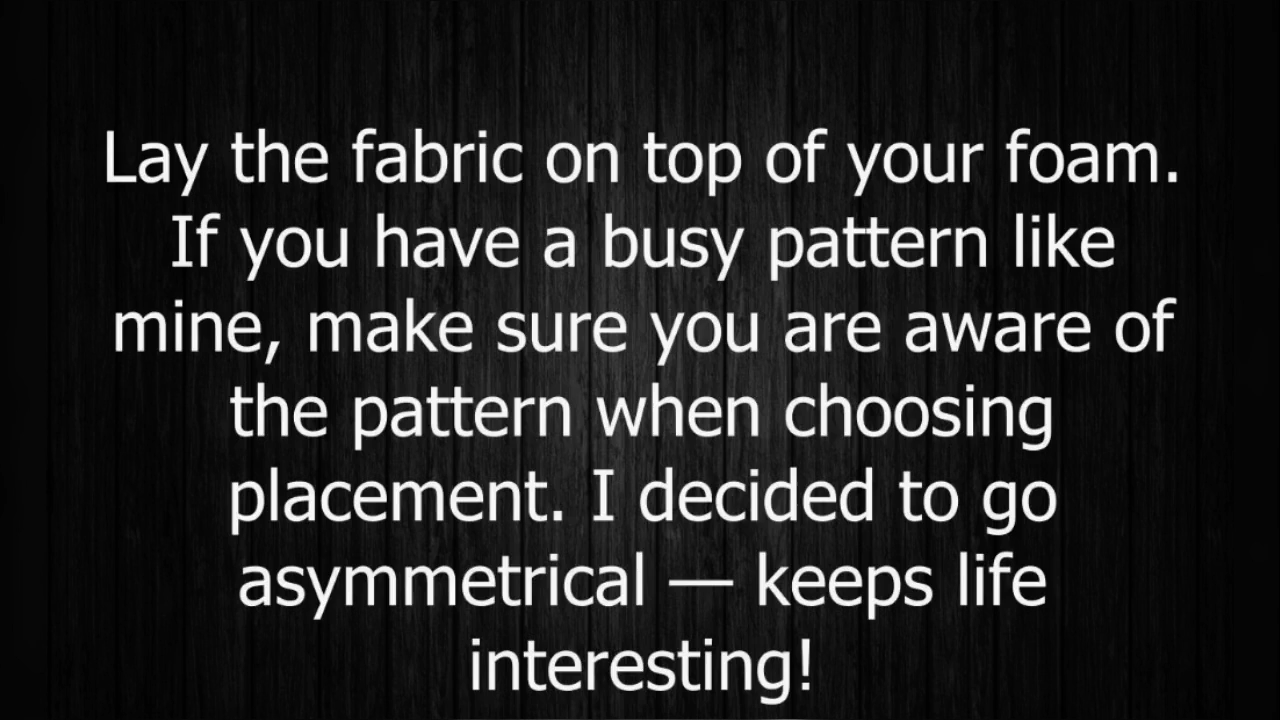 Lay the fabric on top of your foam.
If you have a busy pattern like
mine, make sure you are aware of
the pattern when choosing
placement. I decided to go
asymmetrical — keeps life
interesting!